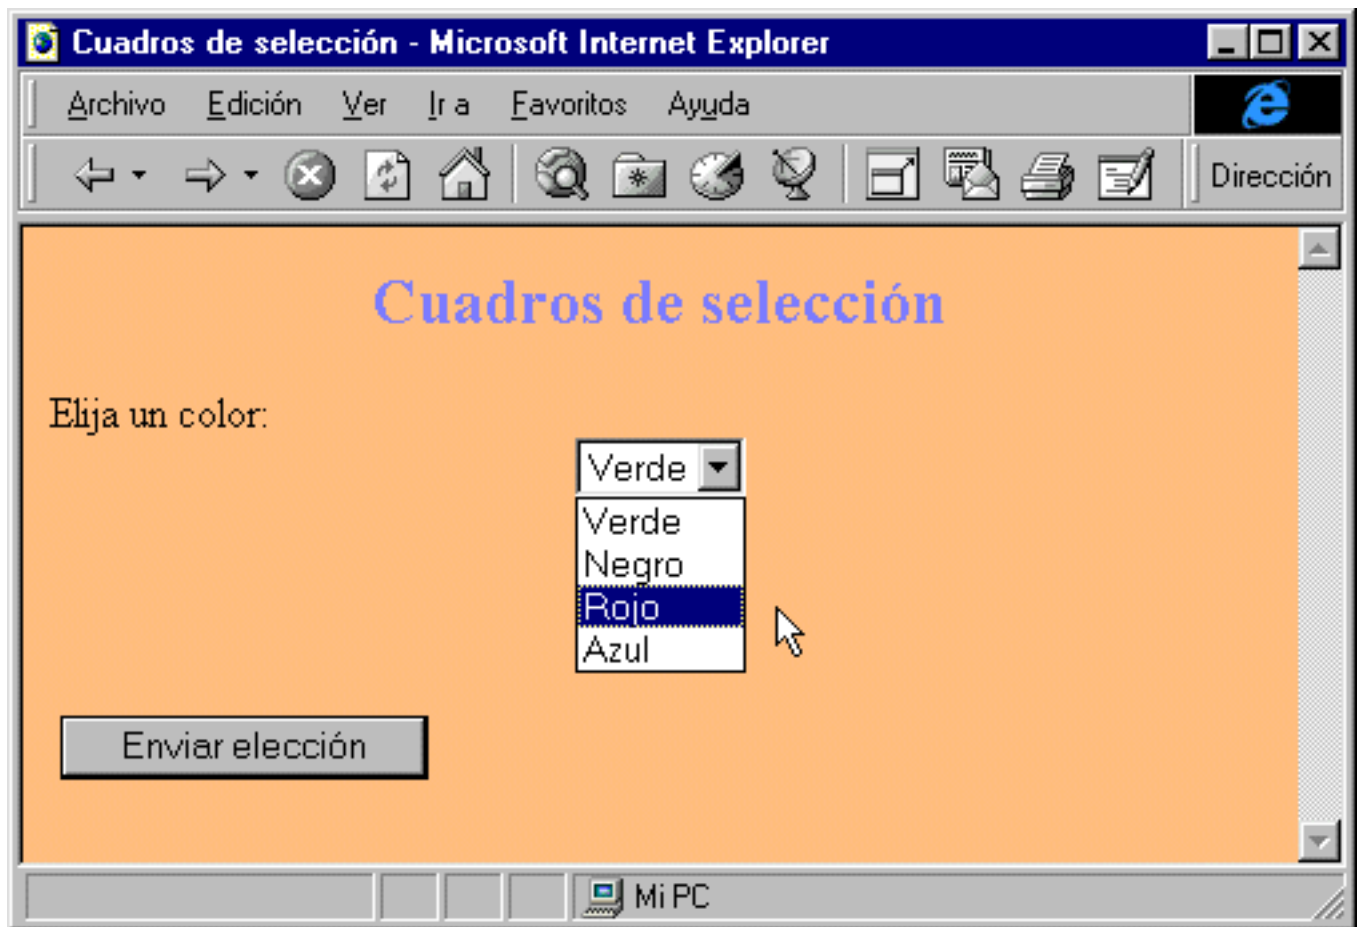 Cuadros de selección - Microsoft Internet Explorer
Archivo Edición Ver Ir a Favoritos Ayuda
Dirección
Cuadros de selección
Elija un color:
Verde
Verde
Negro
Rojo
Azul
Enviar elección
Mi PC